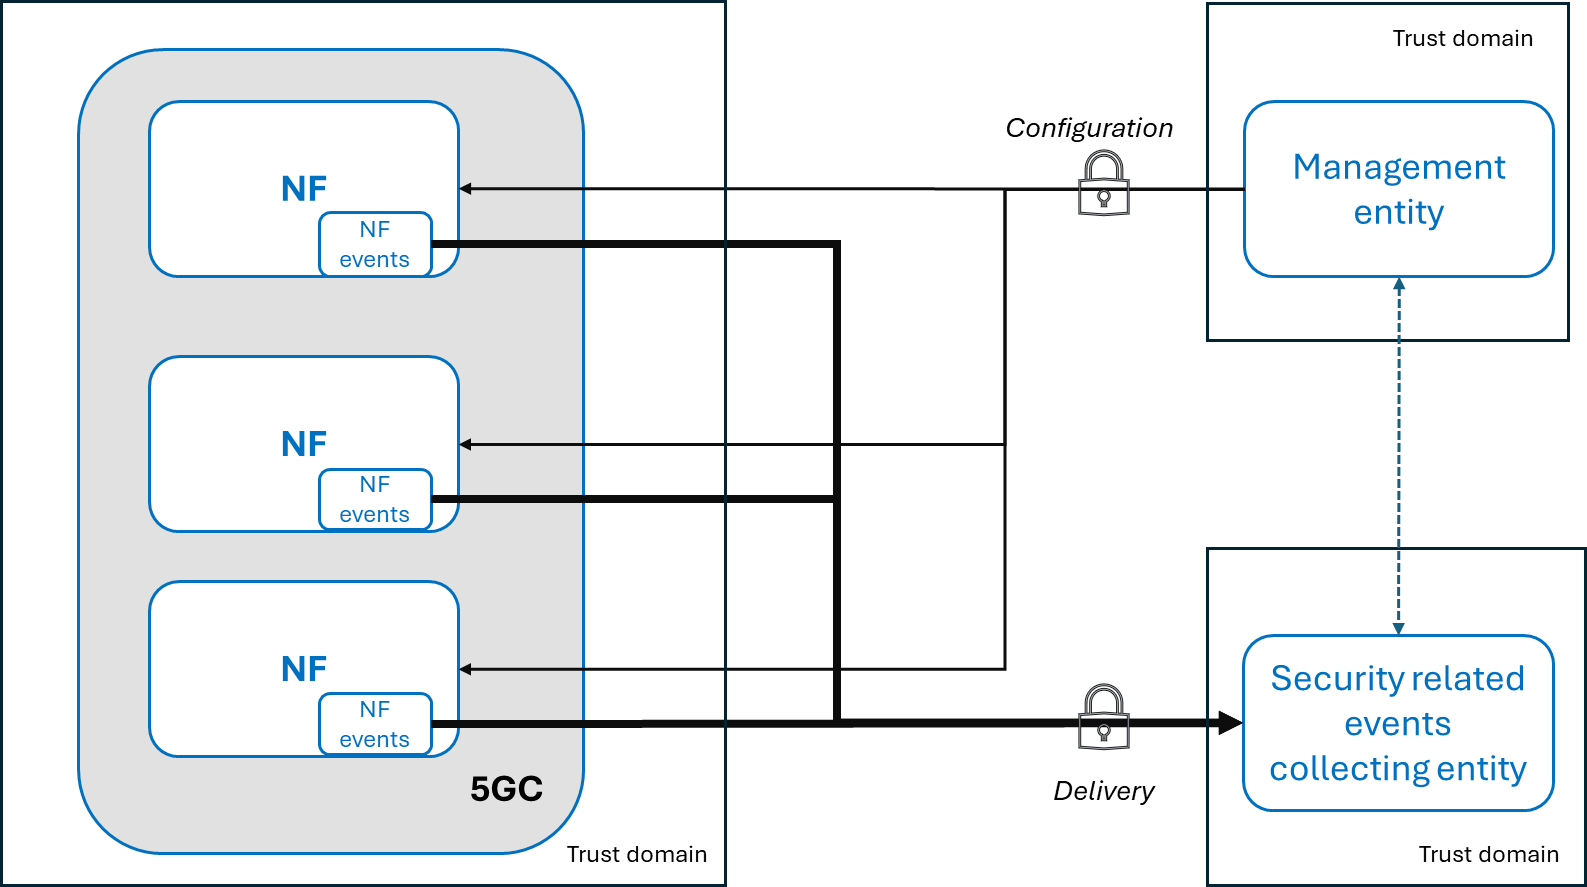 Trust domain
Configuration
Management
entity
NF
NF
events
NF
NF
events
NF
NF
events
5GC
Trust domain
Delivery
Security related
events
collecting entity
Trust domain